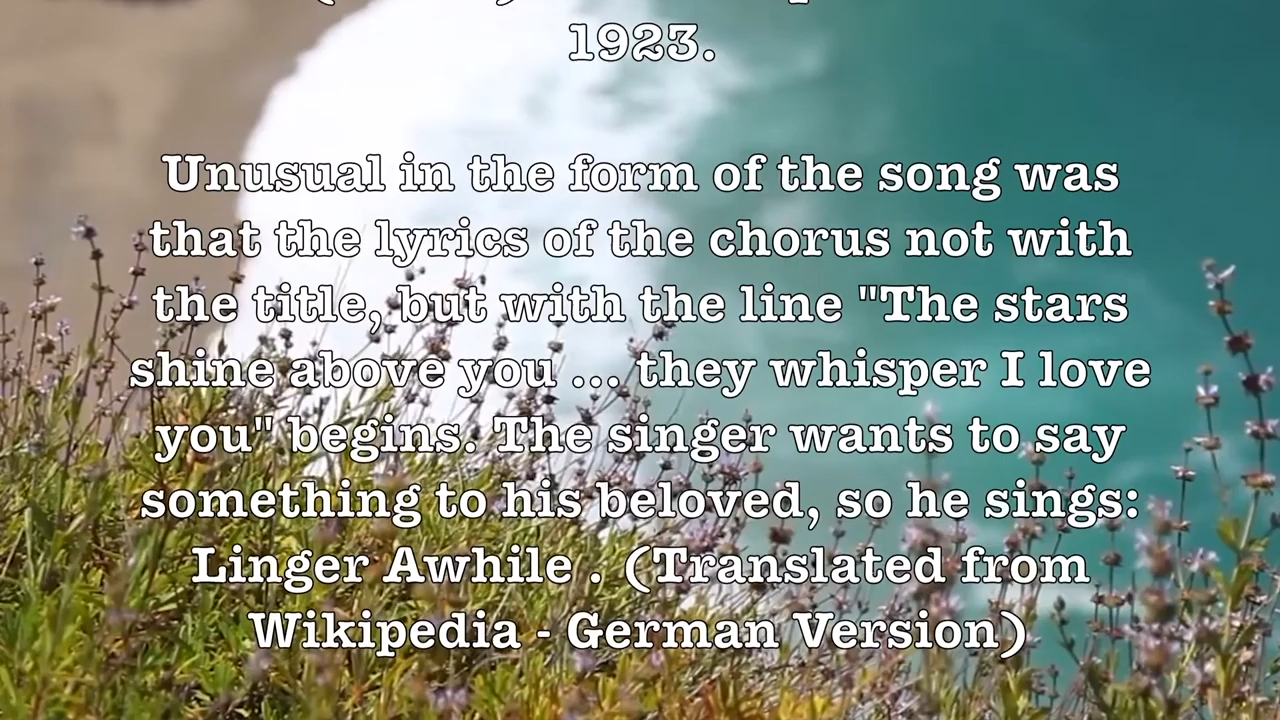 1923.
Unusual in the form of the song was
that the lyrics of the chorus not with
the title, but with the line "The stars
shine above you ... they whisper I love
you" begins. The singer wants to say
something to his beloved, so he sings:
Linger Awhile . (Translated from
Wikipedia - German Version)